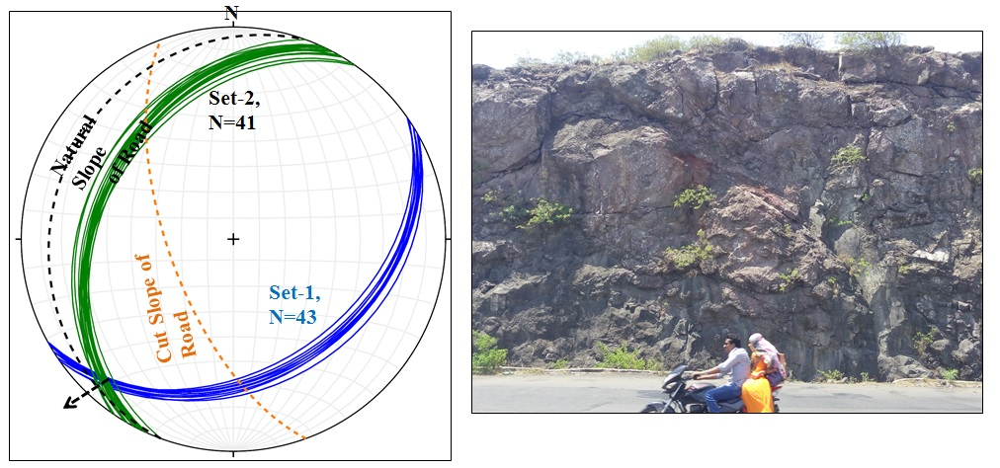 N
Set-2,
N=41
Natural
Slope
of Road
Cut Slope of
Road
Set-1,
N=43